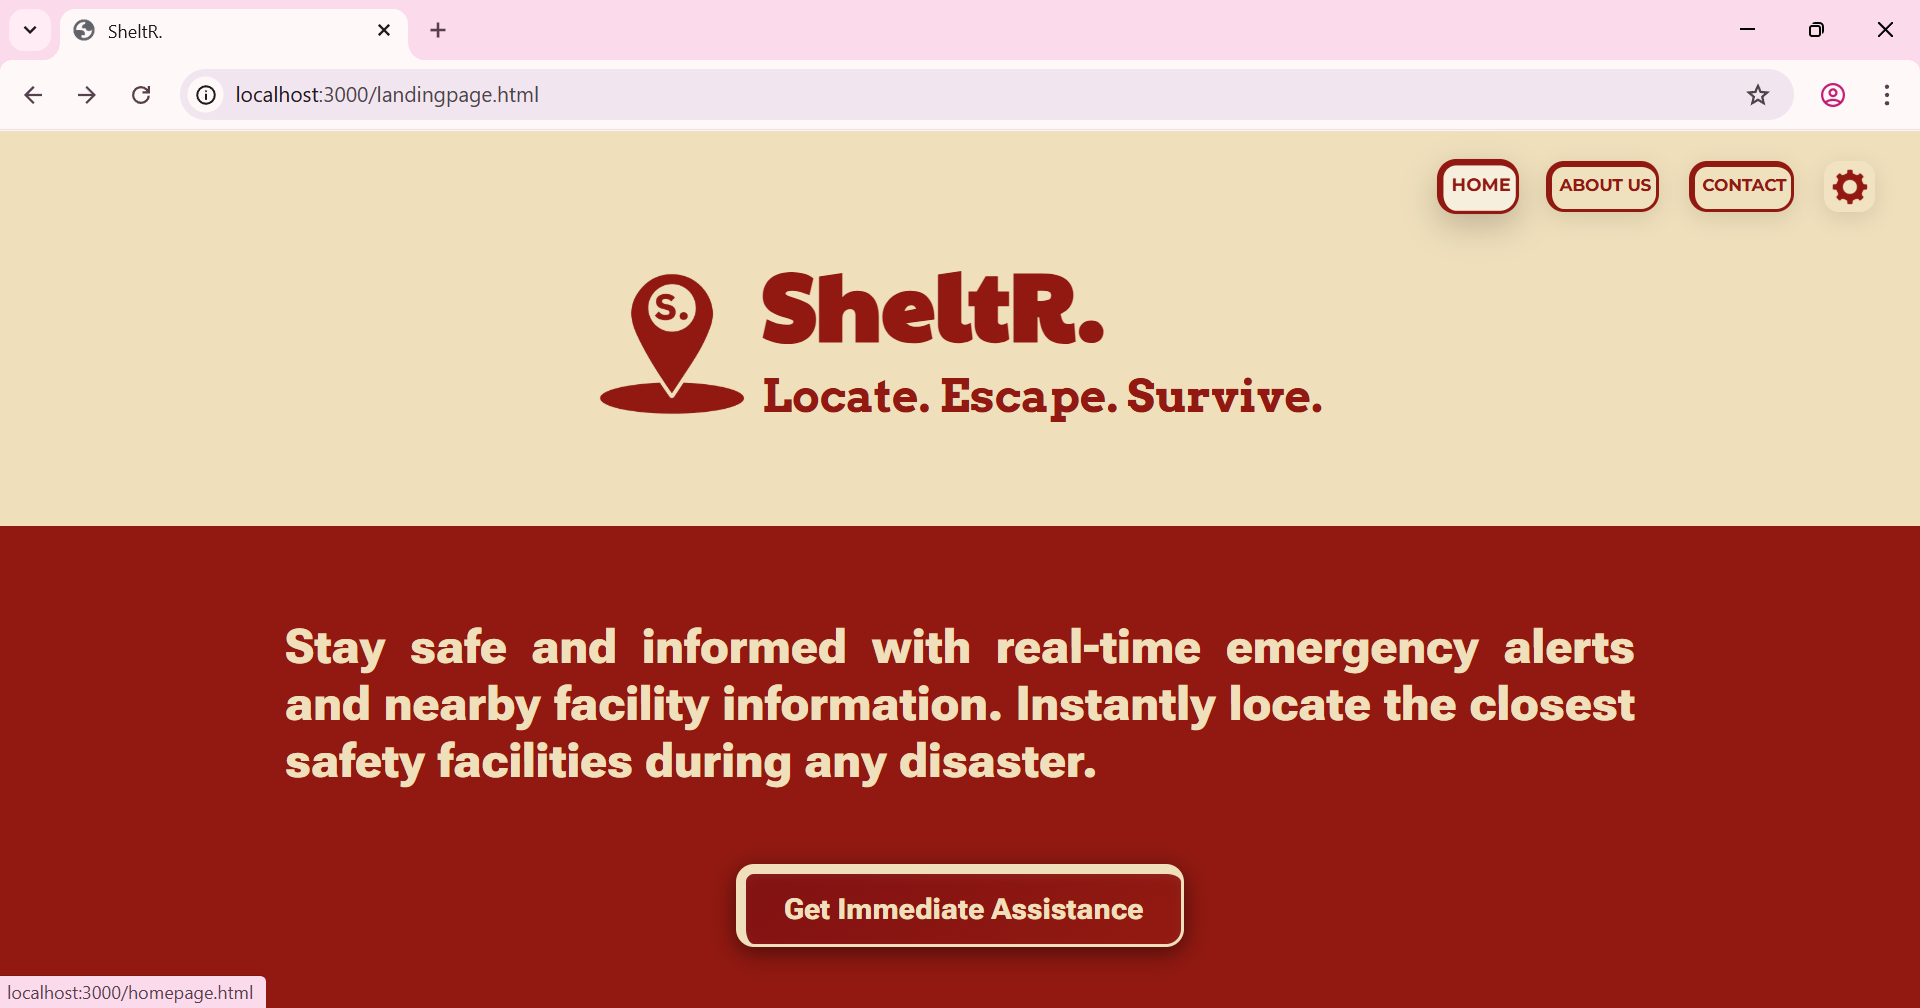 SheltR.
localhost:3000/landingpage.html
HOME
ABOUT US
CONTACT
S.
SheltR.
Locate. Escape. Survive.
Stay safe and informed with real-time emergency alerts
and nearby facility information. Instantly locate the closest
safety facilities during any disaster.
Get Immediate Assistance
localhost:3000/homepage.html